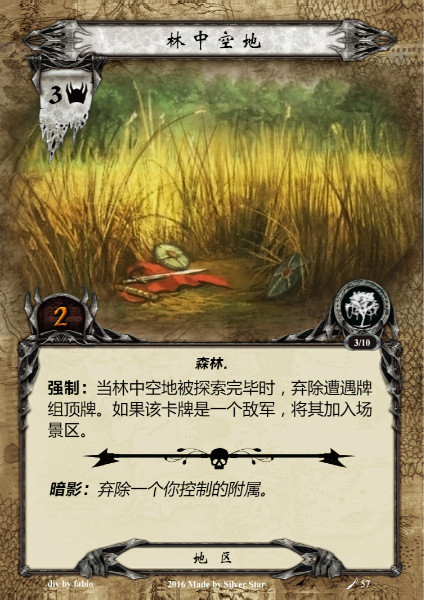 林中空地
3
2
3/10
森林.
强制：当林中空地被探索完毕时，弃除遭遇牌
组顶牌。如果该卡牌是一个敌军，将其加入场
景区。
暗影：弃除一个你控制的附属。
地 区
diy by fabio
2016 Made by Silver Star
57